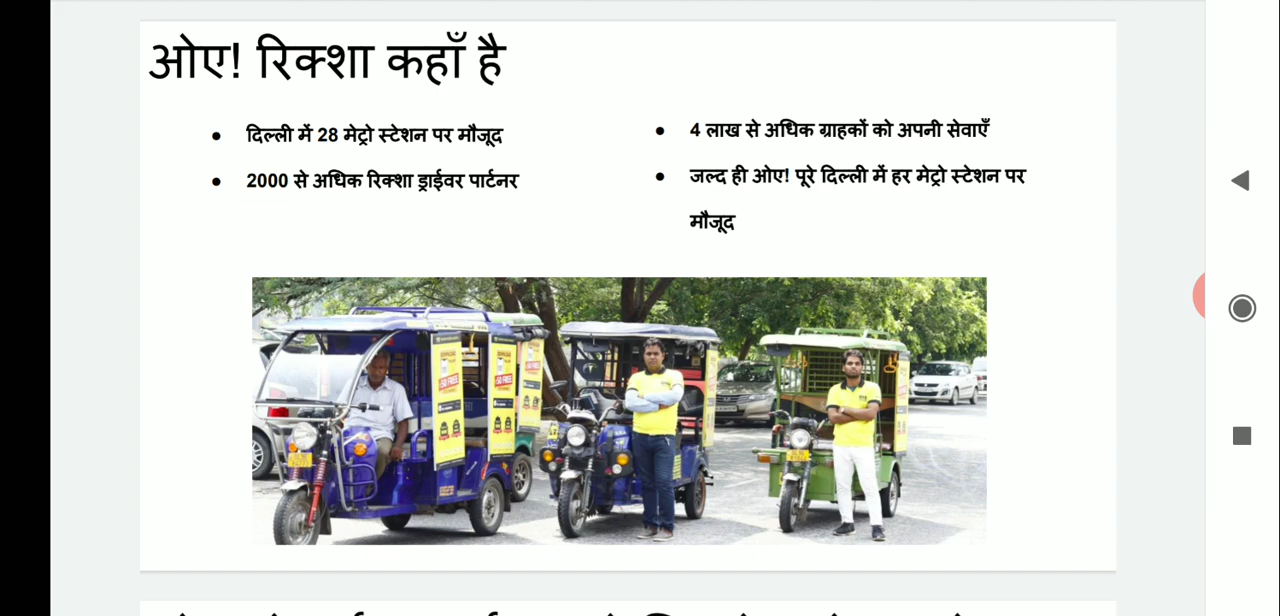 ओए! रिक्शा कहाँ है
दिल्ली में 28 मेट्रो स्टेशन पर मौजूद
2000 से अधिक रिक्शा ड्राईवर पार्टनर
4 लाख से अधिक ग्राहकों को अपनी सेवाएँ
जल्द ही ओए! पूरे दिल्ली में हर मेट्रो स्टेशन पर
मौजूद